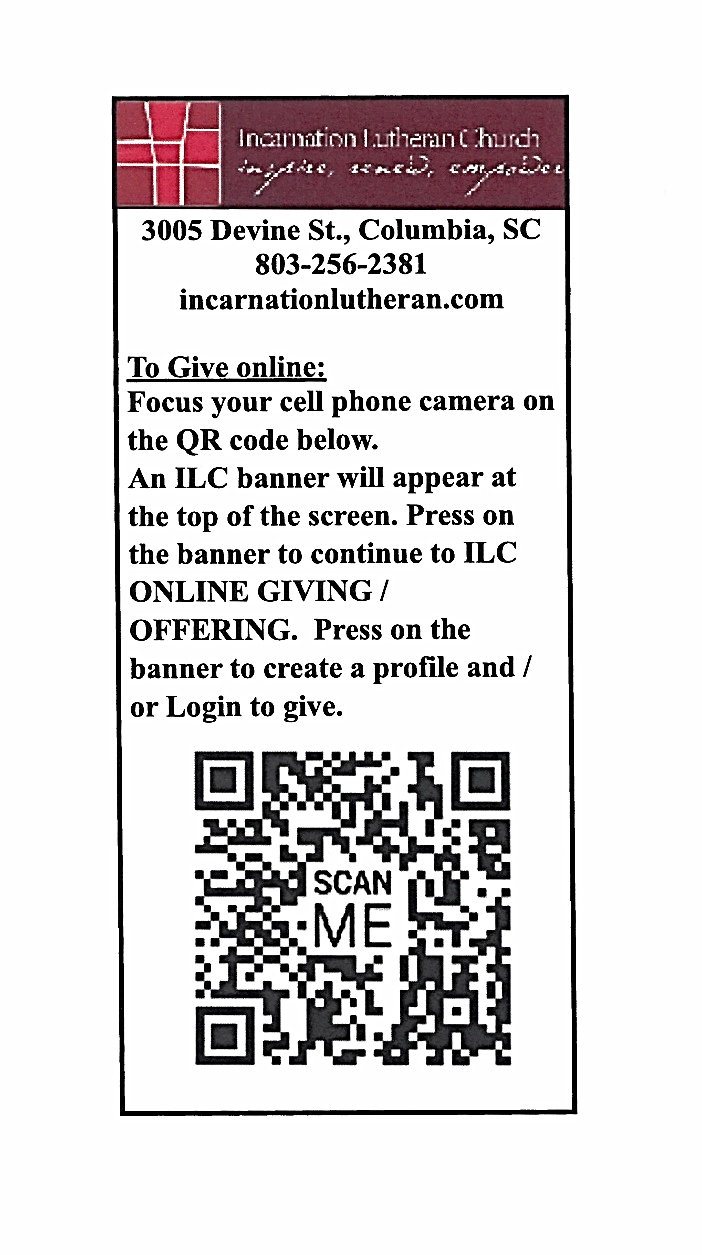 Incarnation Lutheran Church
inspire, send, empower
3005 Devine St., Columbia, SC
803-256-2381
incarnationlutheran.com
To Give online:
Focus your cell phone camera on
the QR code below.
An ILC banner will appear at
the top of the screen. Press on
the banner to continue to ILC
ONLINE GIVING /
OFFERING.  Press on the
banner to create a profile and /
or Login to give.
SCAN
ME